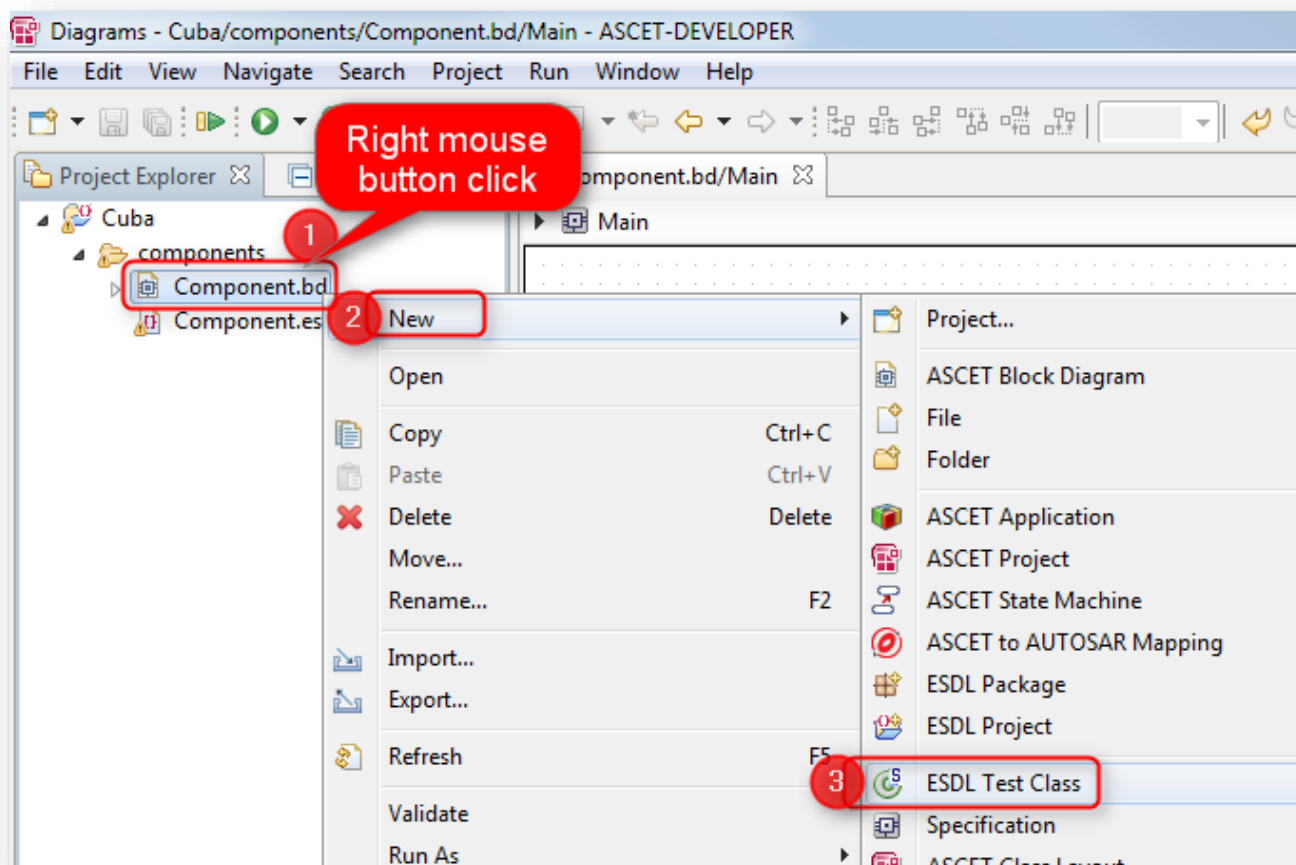 Diagrams - Cuba/components/Component.bd/Main - ASCET-DEVELOPER
File Edit View Navigate Search Project Run Window Help
Right mouse
button click
Project Explorer
omponent.bd/Main
Cuba
Main
1
components
Component.bd
Component.es
2
New
Open
Copy Ctrl+C
Paste Ctrl+V
Delete Delete
Move...
Rename... F2
Import...
Export...
Refresh F5
Validate
Run As
Project...
ASCET Block Diagram
File
Folder
ASCET Application
ASCET Project
ASCET State Machine
ASCET to AUTOSAR Mapping
ESDL Package
ESDL Project
3
ESDL Test Class
Specification
ASCET Class Layout